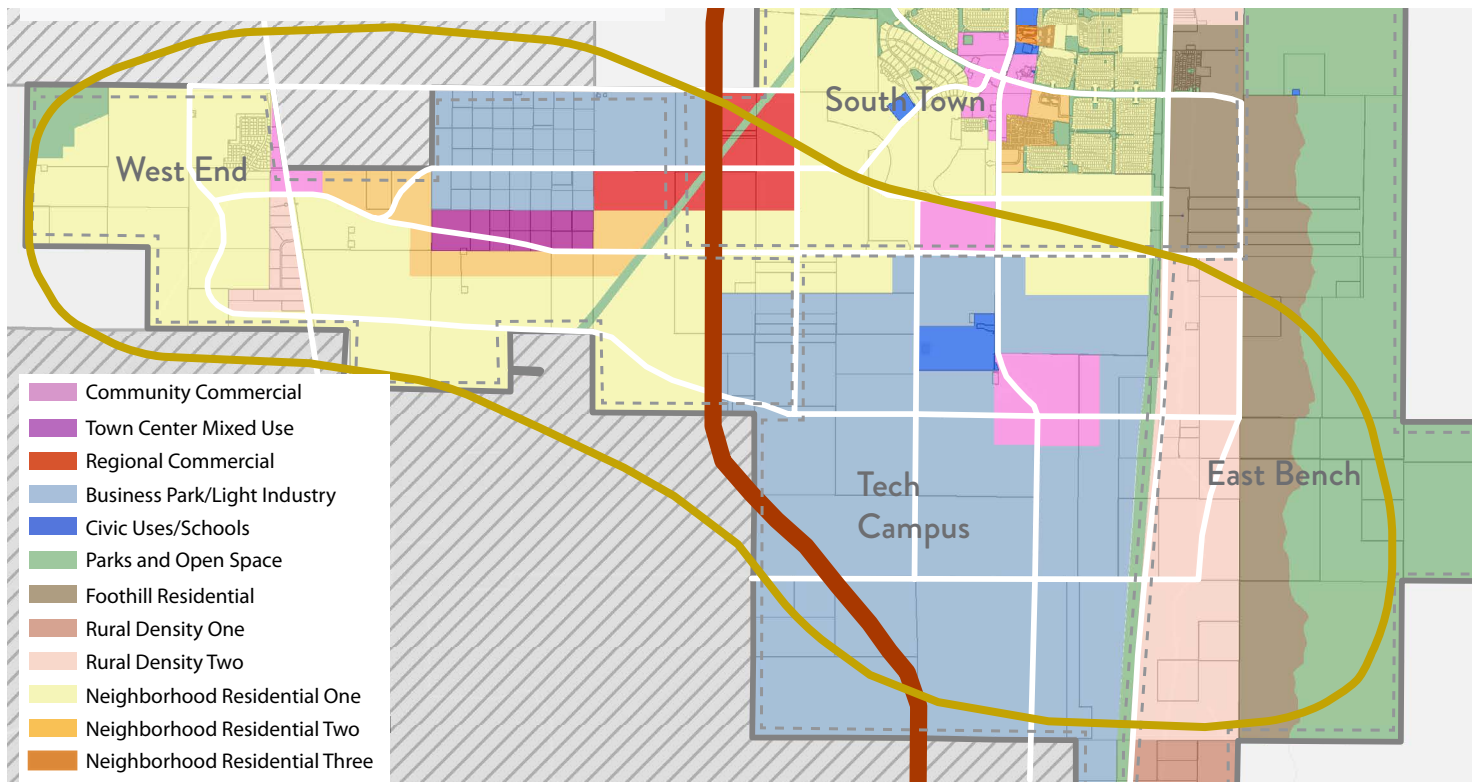 South Town
West End
Community Commercial
Town Center Mixed Use
Regional Commercial
Business Park/Light Industry
Civic Uses/Schools
Parks and Open Space
Foothill Residential
Rural Density One
Rural Density Two
Neighborhood Residential One
Neighborhood Residential Two
Neighborhood Residential Three
Tech
Campus
East Bench